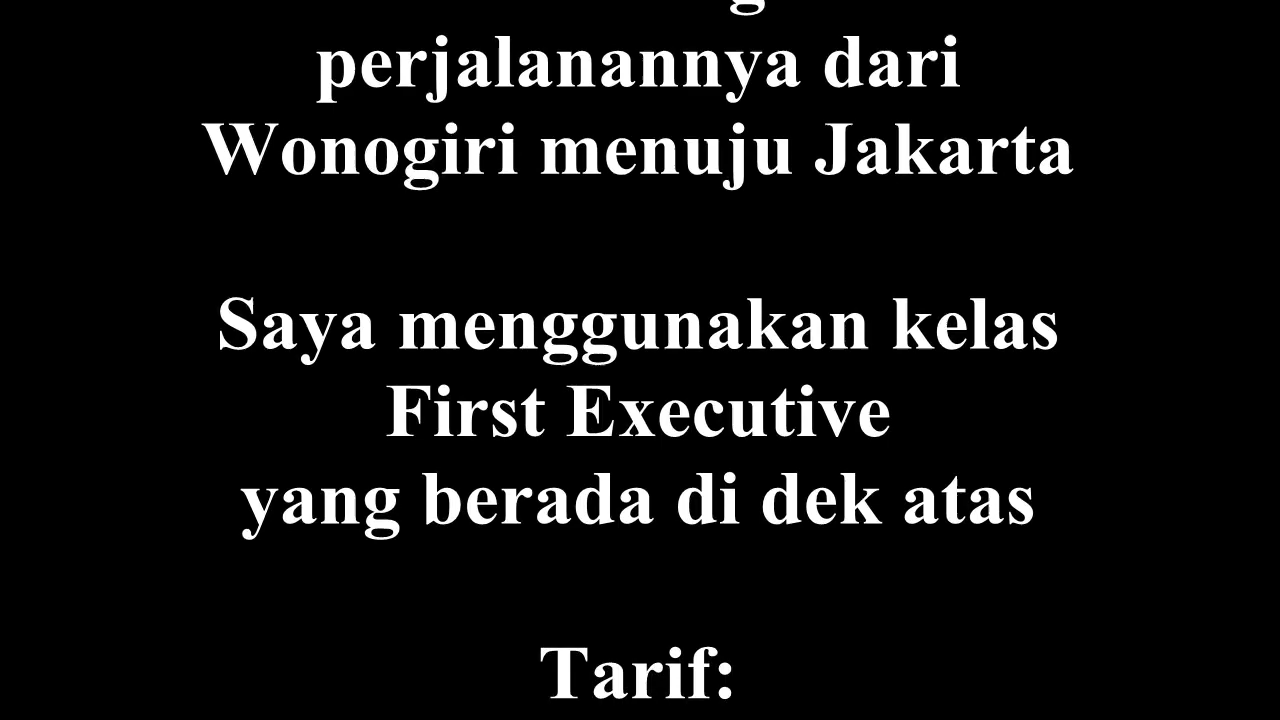 perjalanannya dari
Wonogiri menuju Jakarta
Saya menggunakan kelas
First Executive
yang berada di dek atas
Tarif: